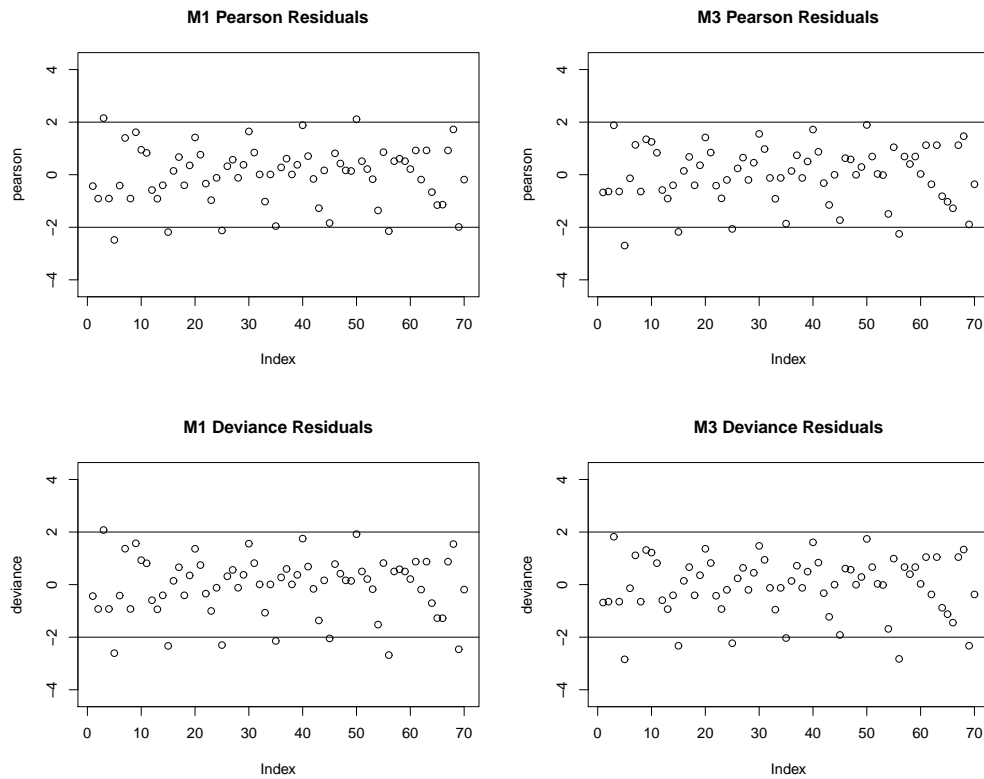 M1 Pearson Residuals
pearson
4
2
0
-2
-4
0 10 20 30 40 50 60 70
Index
M3 Pearson Residuals
pearson
4
2
0
-2
-4
0 10 20 30 40 50 60 70
Index
M1 Deviance Residuals
deviance
4
2
0
-2
-4
0 10 20 30 40 50 60 70
Index
M3 Deviance Residuals
deviance
4
2
0
-2
-4
0 10 20 30 40 50 60 70
Index